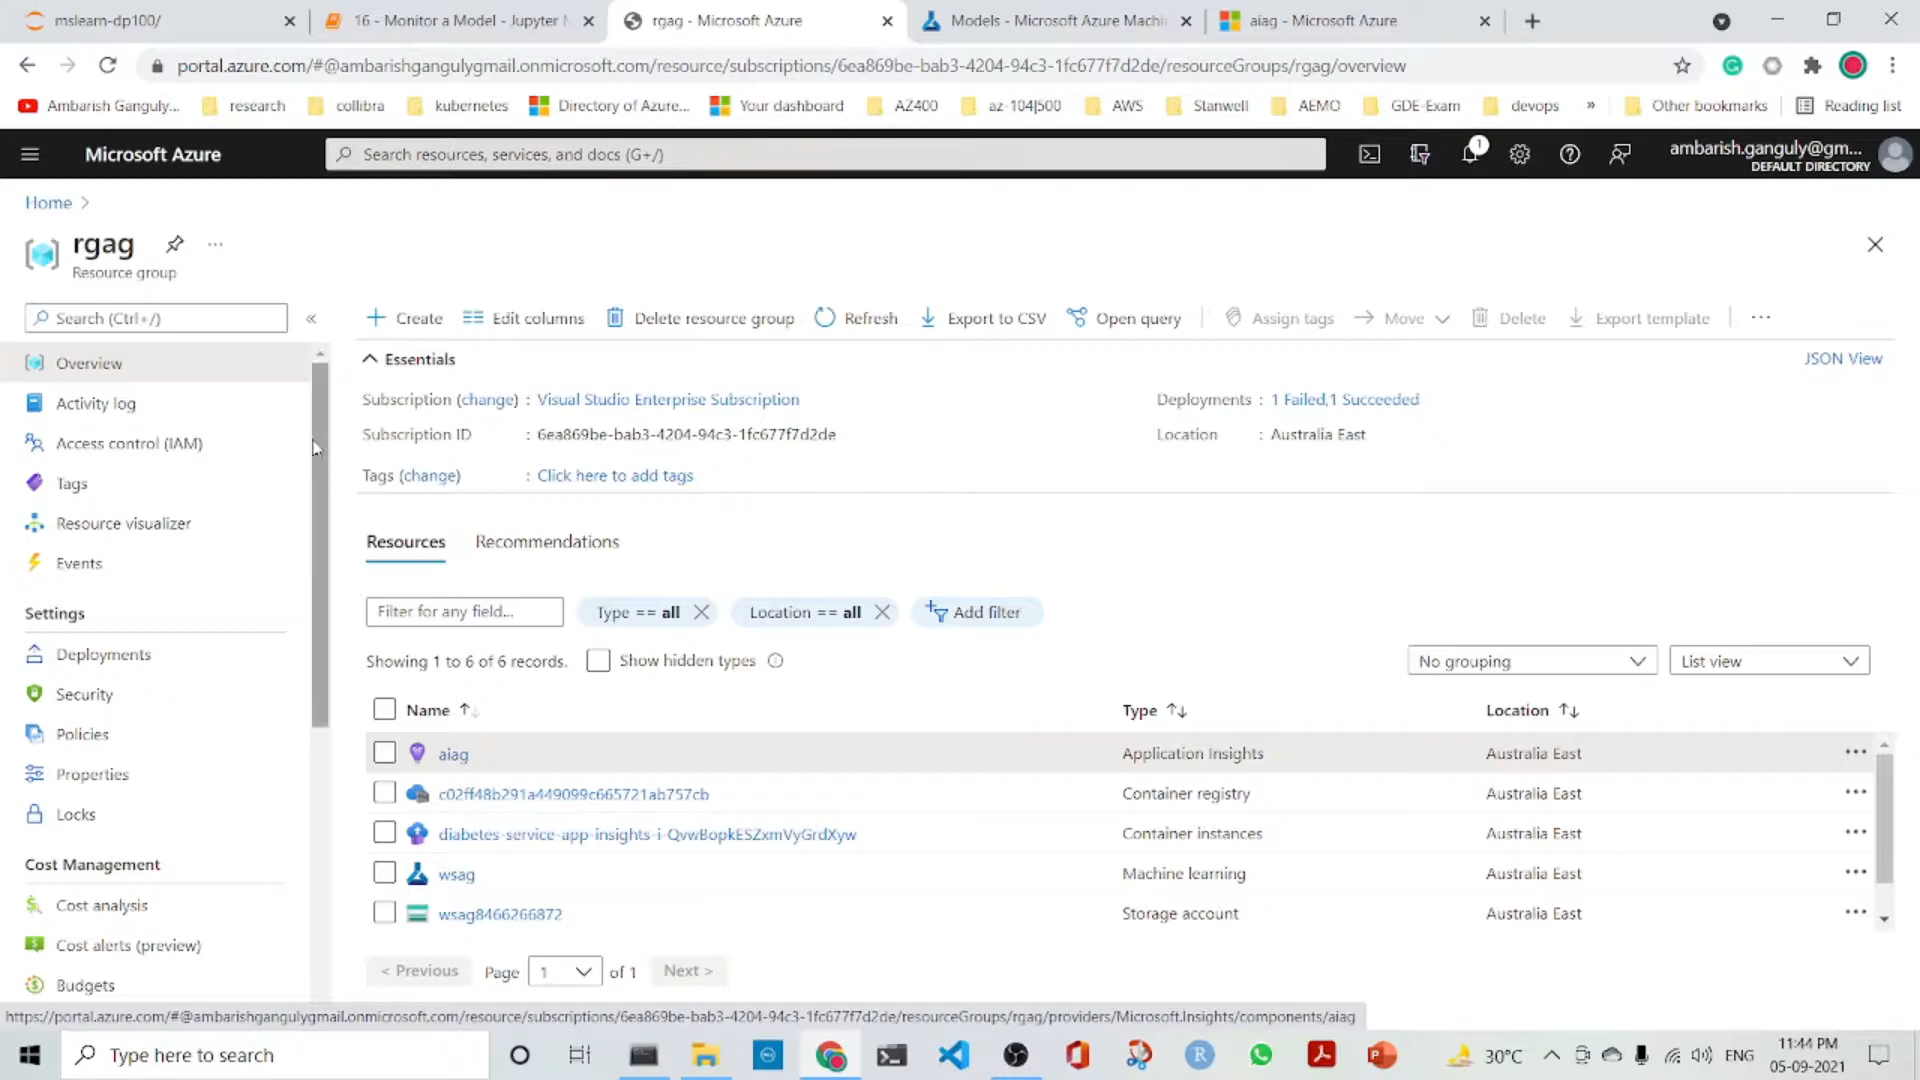 mslearn-dp100/
16 - Monitor a Model - Jupyter N
rgag - Microsoft Azure
Models - Microsoft Azure Machi
aiag - Microsoft Azure
portal.azure.com/#@ambarishgangulygmail.onmicrosoft.com/resource/subscriptions/6ea869be-bab3-4204-94c3-1fc677f7d2de/resourceGroups/rgag/overview
Ambarish Ganguly...
research
collibra
kubernetes
Directory of Azure...
Your dashboard
AZ400
az-104|500
AWS
Stanwell
AEMO
GDE-Exam
devops
»
Other bookmarks
Reading list
Microsoft Azure
Search resources, services, and docs (G+/)
1
ambarish.ganguly@gm...
DEFAULT DIRECTORY
Home >
rgag
...
Resource group
Search (Ctrl+/)
«
Create
Edit columns
Delete resource group
Refresh
Export to CSV
Open query
Assign tags
Move
Delete
Export template
...
Overview
Activity log
Access control (IAM)
Tags
Resource visualizer
Events
Settings
Deployments
Security
Policies
Properties
Locks
Cost Management
Cost analysis
Cost alerts (preview)
Budgets
Essentials
JSON View
Subscription (change) : Visual Studio Enterprise Subscription
Deployments : 1 Failed,1 Succeeded
Subscription ID : 6ea869be-bab3-4204-94c3-1fc677f7d2de
Location : Australia East
Tags (change) : Click here to add tags
Resources
Recommendations
Filter for any field...
Type == all
Location == all
Add filter
Showing 1 to 6 of 6 records.
Show hidden types
No grouping
List view
Name
Type
Location
aiag
Application Insights
Australia East
...
c02ff48b291a449099c665721ab757cb
Container registry
Australia East
...
diabetes-service-app-insights-i-QvwBopkESZxmVyGrdXyw
Container instances
Australia East
...
wsag
Machine learning
Australia East
...
wsag8466266872
Storage account
Australia East
...
< Previous
Page 1 of 1
Next >
https://portal.azure.com/#@ambarishgangulygmail.onmicrosoft.com/resource/subscriptions/6ea869be-bab3-4204-94c3-1fc677f7d2de/resourceGroups/rgag/providers/Microsoft.Insights/components/aiag
Type here to search
30°C
ENG
11:44 PM
05-09-2021